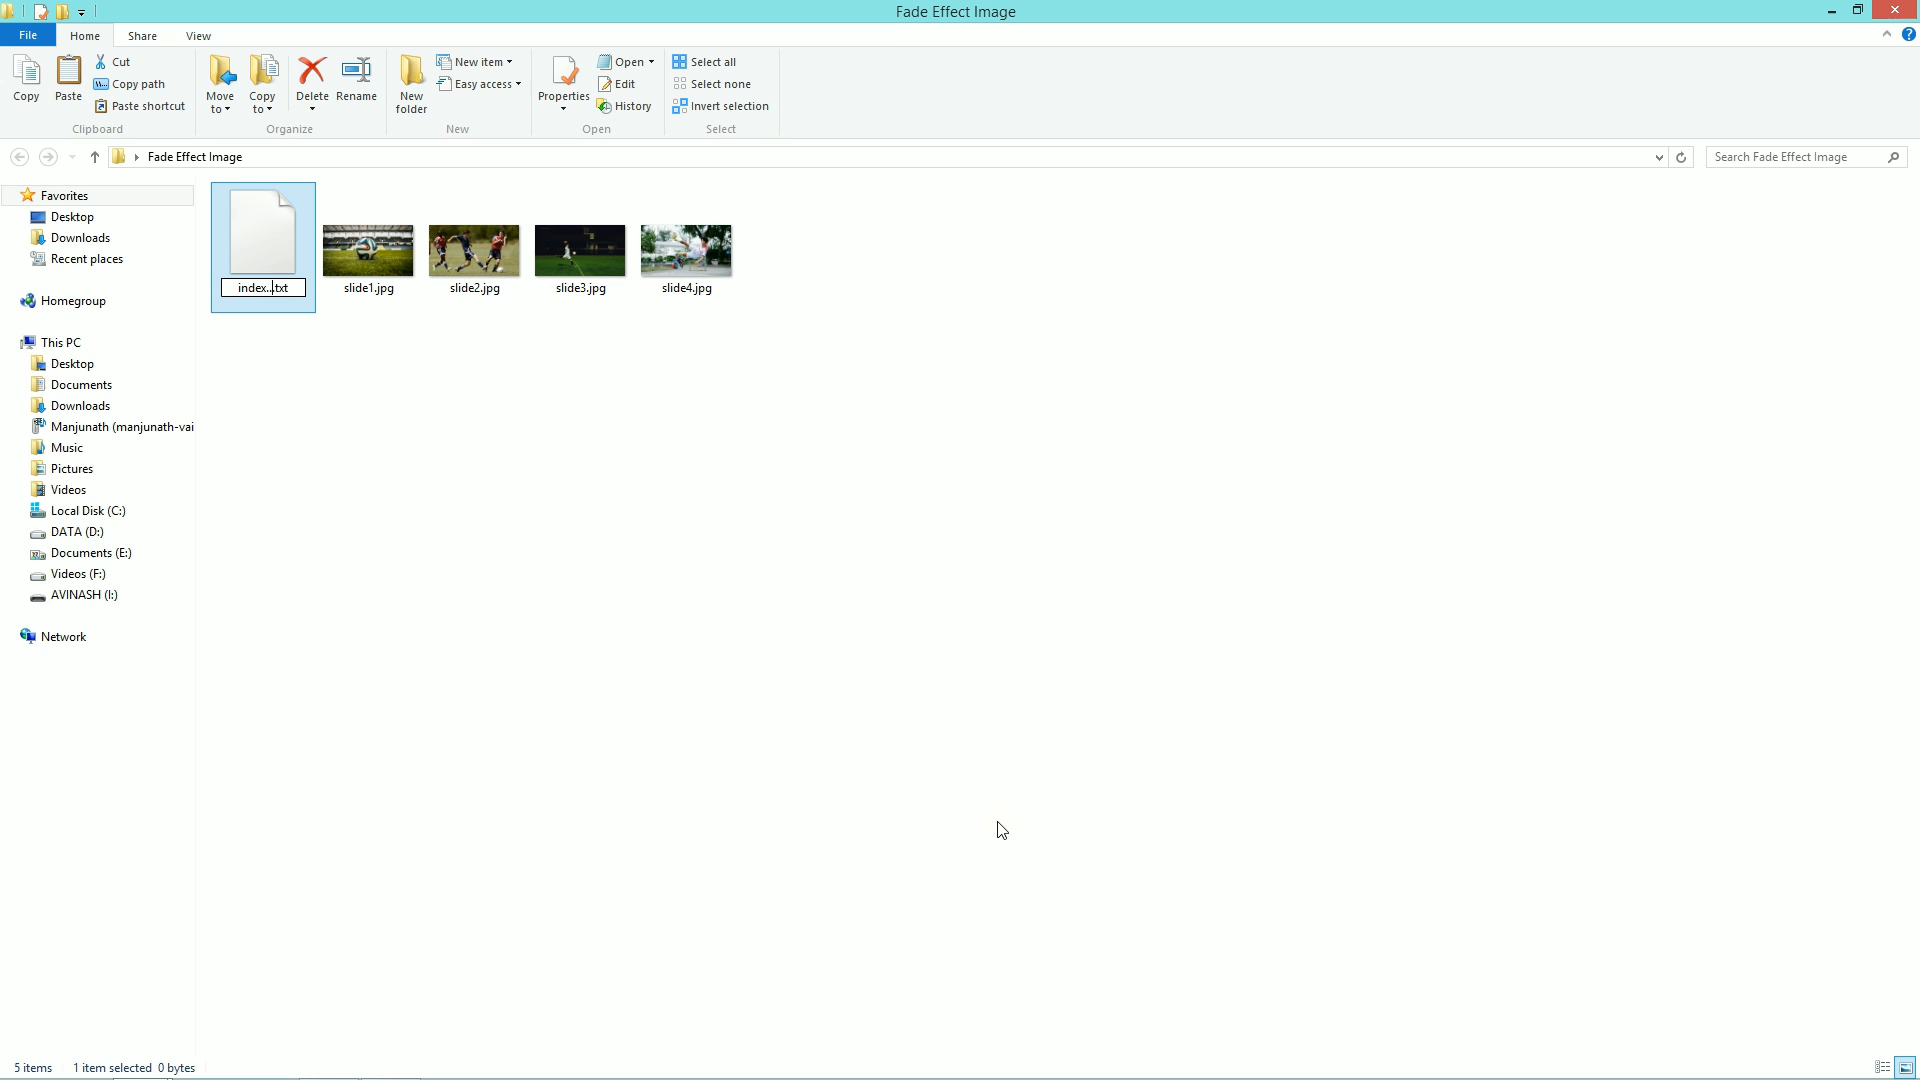 Fade Effect Image
File Home Share View
Copy
Paste
Cut
Copy path
Paste shortcut
Clipboard
Move to
Copy to
Delete
Rename
Organize
New folder
New item
Easy access
New
Properties
Open
Edit
History
Open
Select all
Select none
Invert selection
Select
Fade Effect Image
Search Fade Effect Image
Favorites
Desktop
Downloads
Recent places
Homegroup
This PC
Desktop
Documents
Downloads
Manjunath (manjunath-vai
Music
Pictures
Videos
Local Disk (C:)
DATA (D:)
Documents (E:)
Videos (F:)
AVINASH (I:)
Network
index...txt
slide1.jpg
slide2.jpg
slide3.jpg
slide4.jpg
5 items 1 item selected 0 bytes